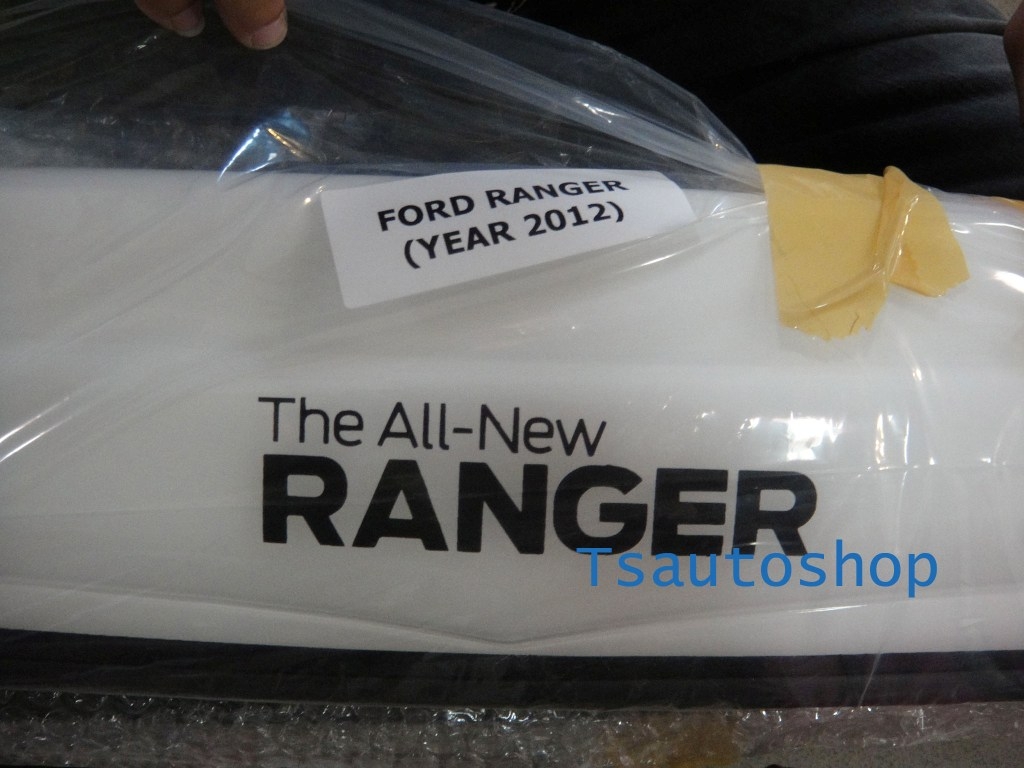 FORD RANGER
(YEAR 2012)
The All-New
RANGER
Tsautoshop